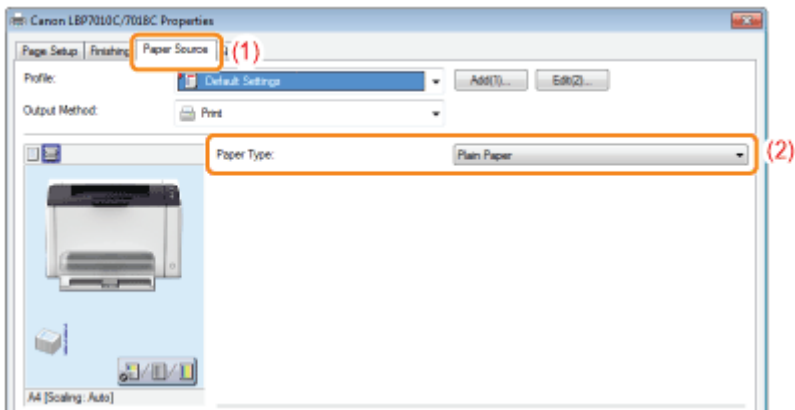 Canon LBP7010C/7018C Properties
Page Setup Finishing Paper Source (1)
Profile: Default Settings Add(1)... Edit(2)...
Output Method: Print
Paper Type: Plain Paper (2)
A4 [Scaling: Auto]